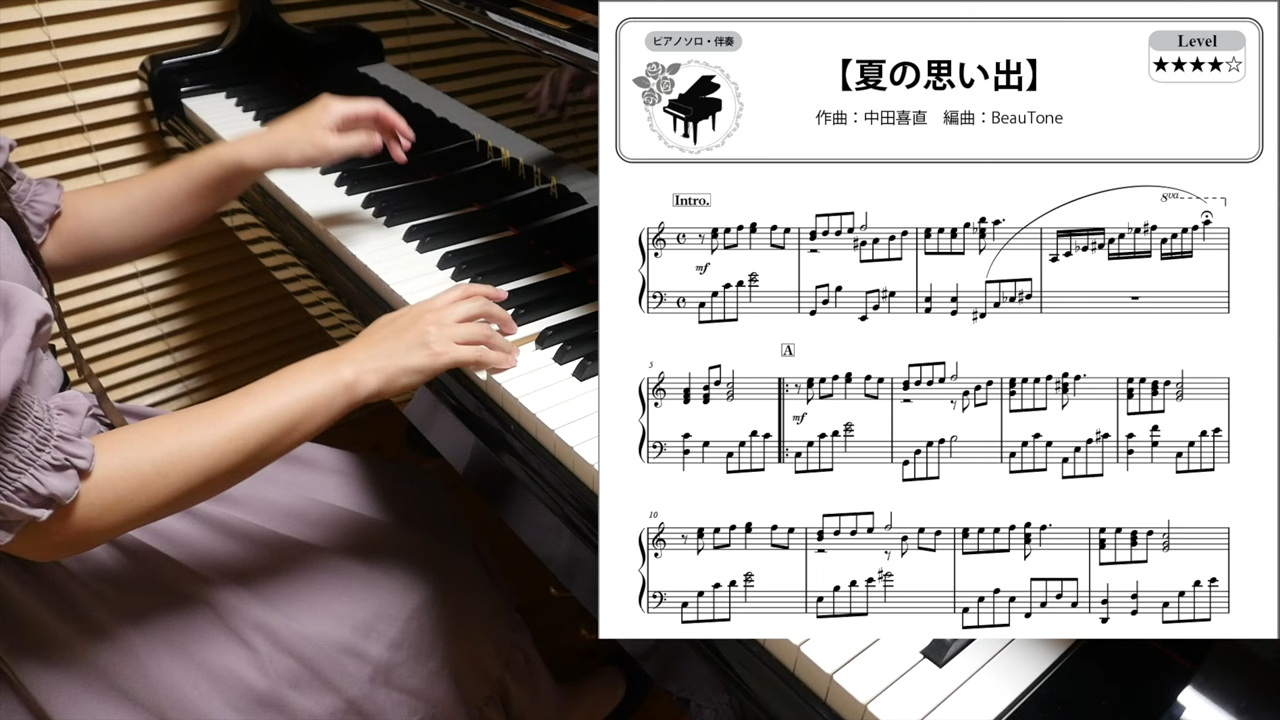 YAMAHA
ピアノソロ・伴奏
【夏の思い出】
作曲：中田喜直　編曲：BeauTone
Level
★★★★☆
Intro.
8va
mf
5
A
mf
10